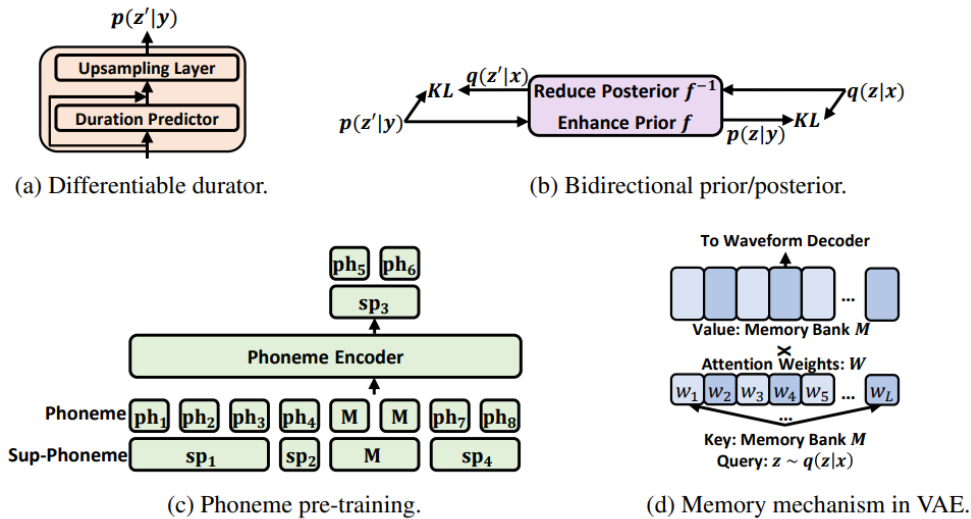 p(z′|y)
Upsampling Layer
Duration Predictor
(a) Differentiable durator.
KL
q(z′|x)
p(z′|y)
Reduce Posterior f⁻¹
Enhance Prior f
q(z|x)
p(z|y)
KL
(b) Bidirectional prior/posterior.
ph₅ ph₆
sp₃
Phoneme Encoder
Phoneme ph₁ ph₂ ph₃ ph₄ M M ph₇ ph₈
Sup-Phoneme sp₁ sp₂ M sp₄
(c) Phoneme pre-training.
To Waveform Decoder
...
Value: Memory Bank M
×
Attention Weights: W
w₁ w₂ w₃ w₄ w₅ ... w_L
...
Key: Memory Bank M
Query: z ~ q(z|x)
(d) Memory mechanism in VAE.